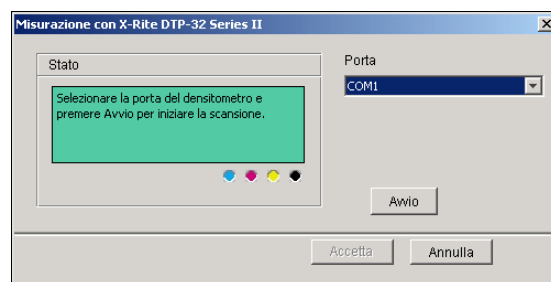 Misurazione con X-Rite DTP-32 Series II
Stato
Porta
COM1
Selezionare la porta del densitometro e
premere Avvio per iniziare la scansione.
Avvio
Accetta
Annulla